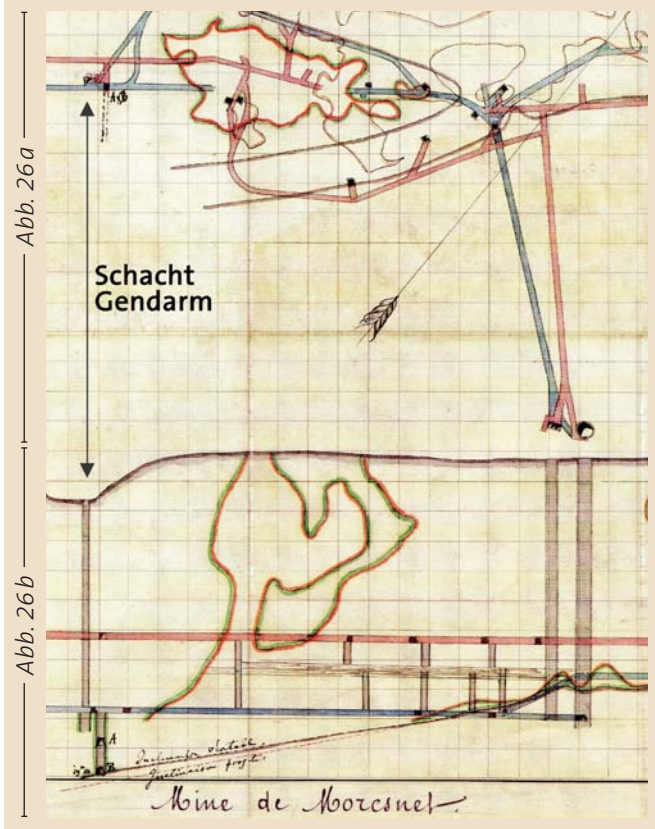 Abb. 26a
A B
Schacht
Gendarm
Abb. 26b
A
B
Mine de Moresnet.